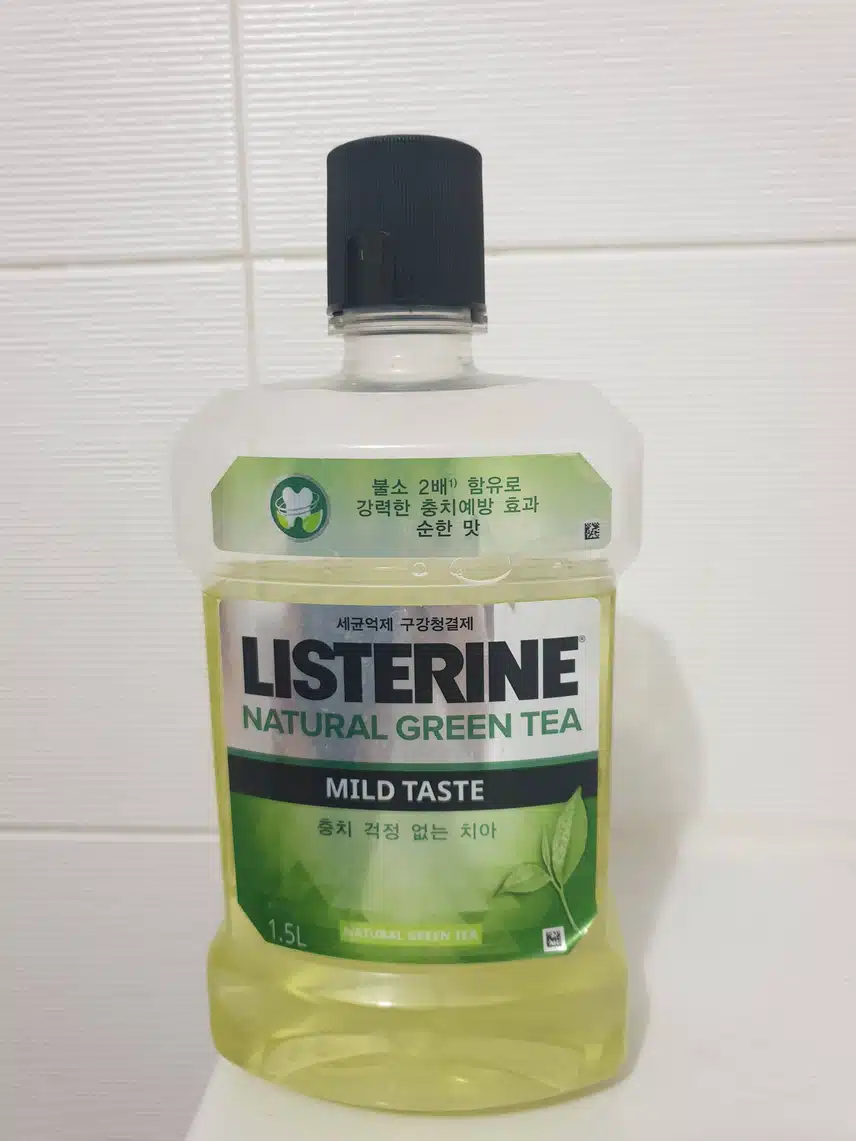 불소 2배¹⁾ 함유로
강력한 충치예방 효과
순한 맛
세균억제 구강청결제
LISTERINE®
NATURAL GREEN TEA
MILD TASTE
충치 걱정 없는 치아
1.5L
NATURAL GREEN TEA